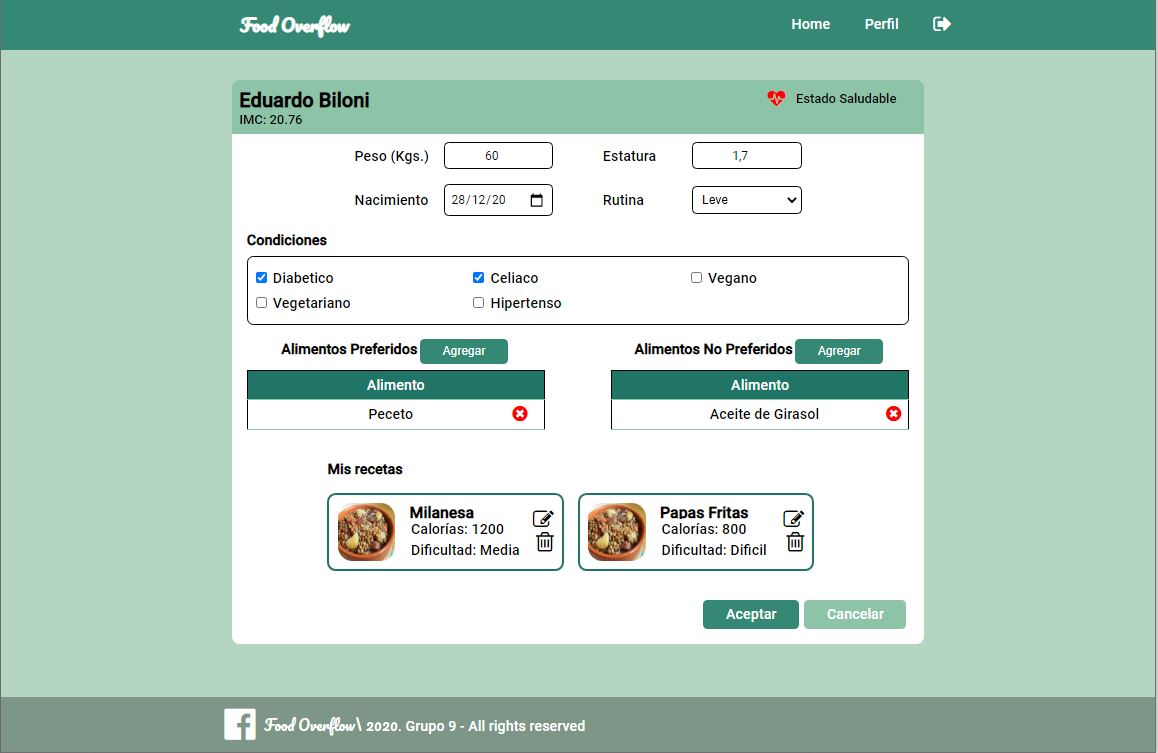 Food Overflow Home Perfil
Eduardo Biloni
Estado Saludable
IMC: 20.76
Peso (Kgs.) 60 Estatura 1,7
Nacimiento 28/12/20 Rutina Leve
Condiciones
Diabetico Celiaco Vegano
Vegetariano Hipertenso
Alimentos Preferidos Agregar Alimentos No Preferidos Agregar
Alimento Alimento
Peceto Aceite de Girasol
Mis recetas
Milanesa Papas Fritas
Calorías: 1200 Calorías: 800
Dificultad: Media Dificultad: Dificil
Aceptar Cancelar
Food Overflow\ 2020. Grupo 9 - All rights reserved